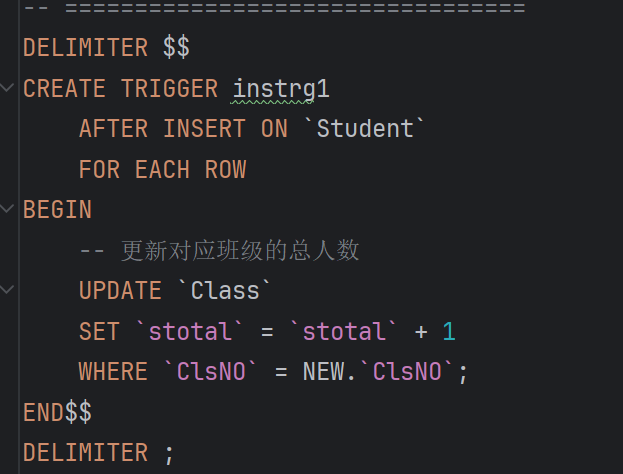 -- =================================
DELIMITER $$
CREATE TRIGGER instrg1
AFTER INSERT ON `Student`
FOR EACH ROW
BEGIN
-- 更新对应班级的总人数
UPDATE `Class`
SET `stotal` = `stotal` + 1
WHERE `ClsNO` = NEW.`ClsNO`;
END$$
DELIMITER ;